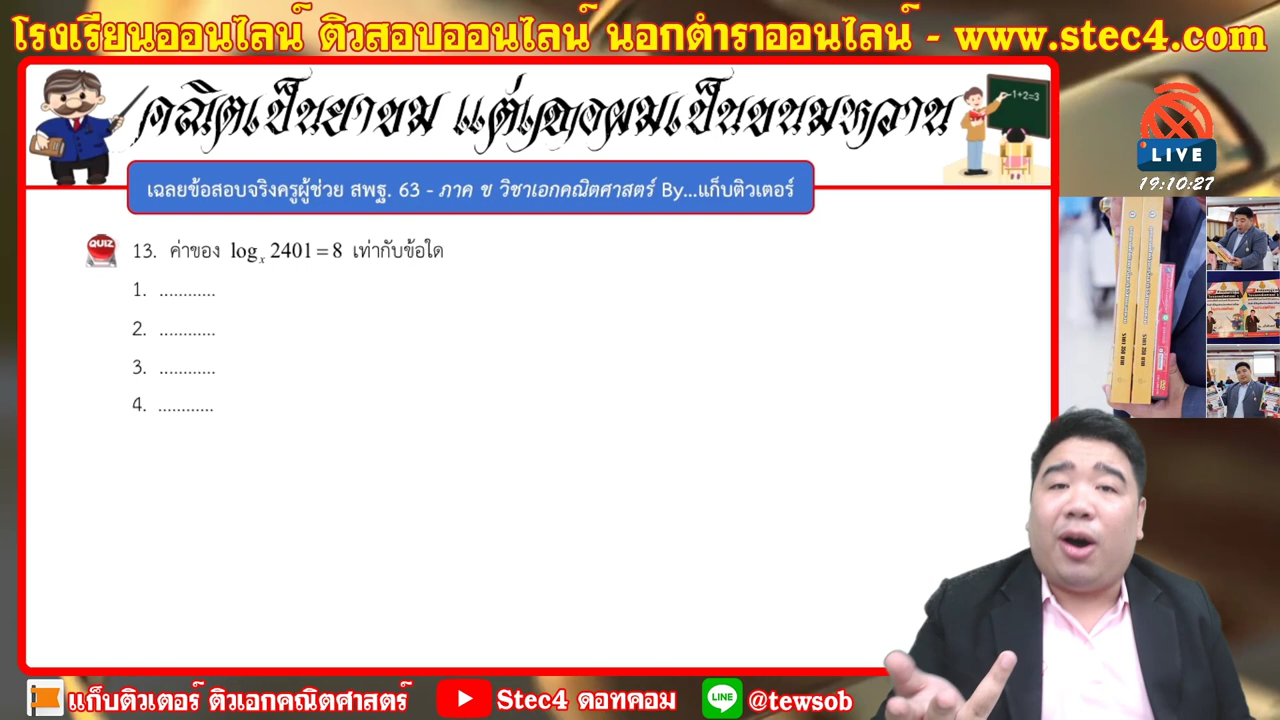 โรงเรียนออนไลน์ ติวสอบออนไลน์ นอกตำราออนไลน์ - www.stec4.com
คณิตเป็นยาขม แต่เธอผมเป็นขนมหวาน
-1+2=3
เฉลยข้อสอบจริงครูผู้ช่วย สพฐ. 63 - ภาค ข วิชาเอกคณิตศาสตร์ By...แก็บติวเตอร์
LIVE
19:10:27
QUIZ
13. ค่าของ logₓ 2401 = 8 เท่ากับข้อใด
1. ............
2. ............
3. ............
4. ............
แก็บติวเตอร์ ติวเอกคณิตศาสตร์
Stec4 ดอทคอม
LINE
@tewsob